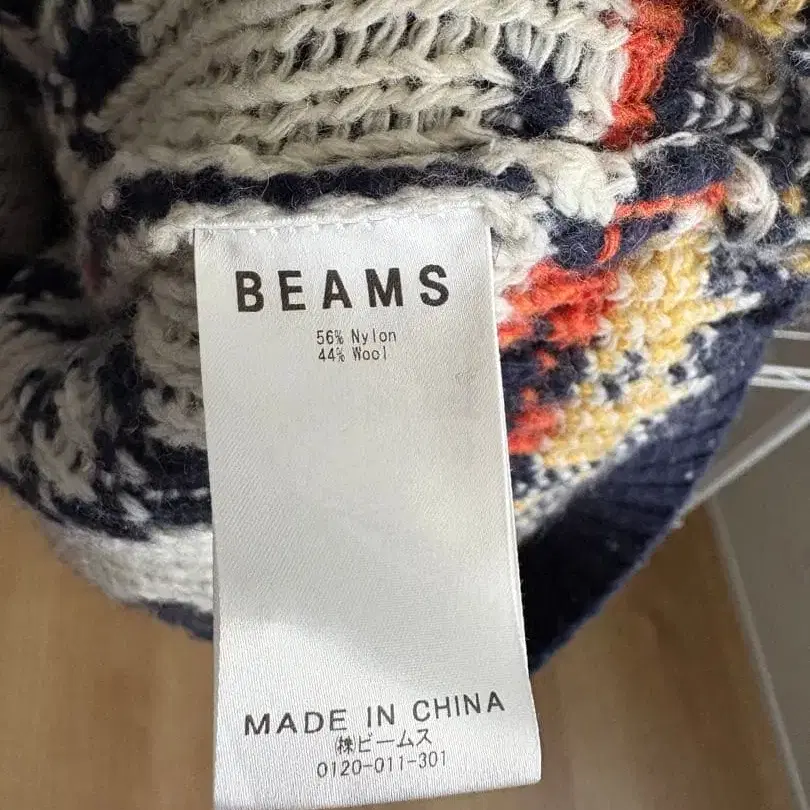 BEAMS
56% Nylon
44% Wool
MADE IN CHINA
㈱ビームス
0120-011-301